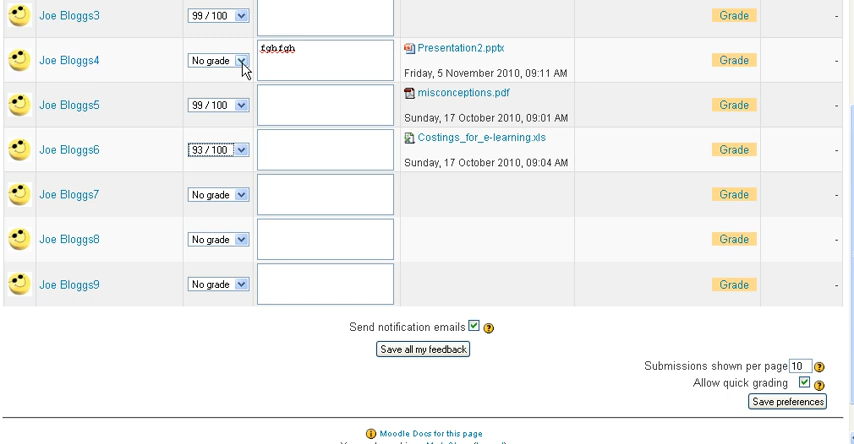 Joe Bloggs3 99 / 100 Grade -
Joe Bloggs4 No grade fghfgh Presentation2.pptx Grade -
Friday, 5 November 2010, 09:11 AM
Joe Bloggs5 99 / 100 misconceptions.pdf Grade -
Sunday, 17 October 2010, 09:01 AM
Joe Bloggs6 93 / 100 Costings_for_e-learning.xls Grade -
Sunday, 17 October 2010, 09:04 AM
Joe Bloggs7 No grade Grade -
Joe Bloggs8 No grade Grade -
Joe Bloggs9 No grade Grade -
Send notification emails
Save all my feedback
Submissions shown per page 10
Allow quick grading
Save preferences
Moodle Docs for this page